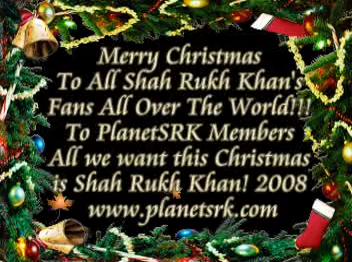 Merry Christmas
To All Shah Rukh Khan's
Fans All Over The World!!!
To PlanetSRK Members
All we want this Christmas
is Shah Rukh Khan! 2008
www.planetsrk.com